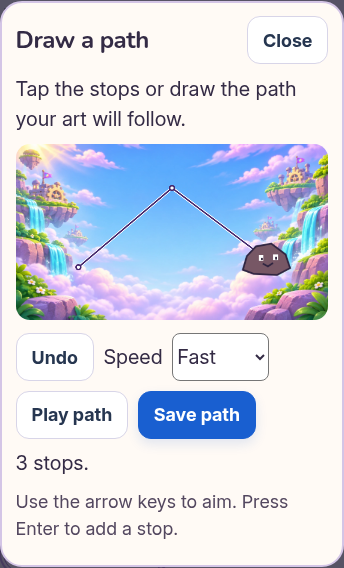 Draw a path
Close
Tap the stops or draw the path
your art will follow.
Undo
Speed
Fast
Play path
Save path
3 stops.
Use the arrow keys to aim. Press
Enter to add a stop.